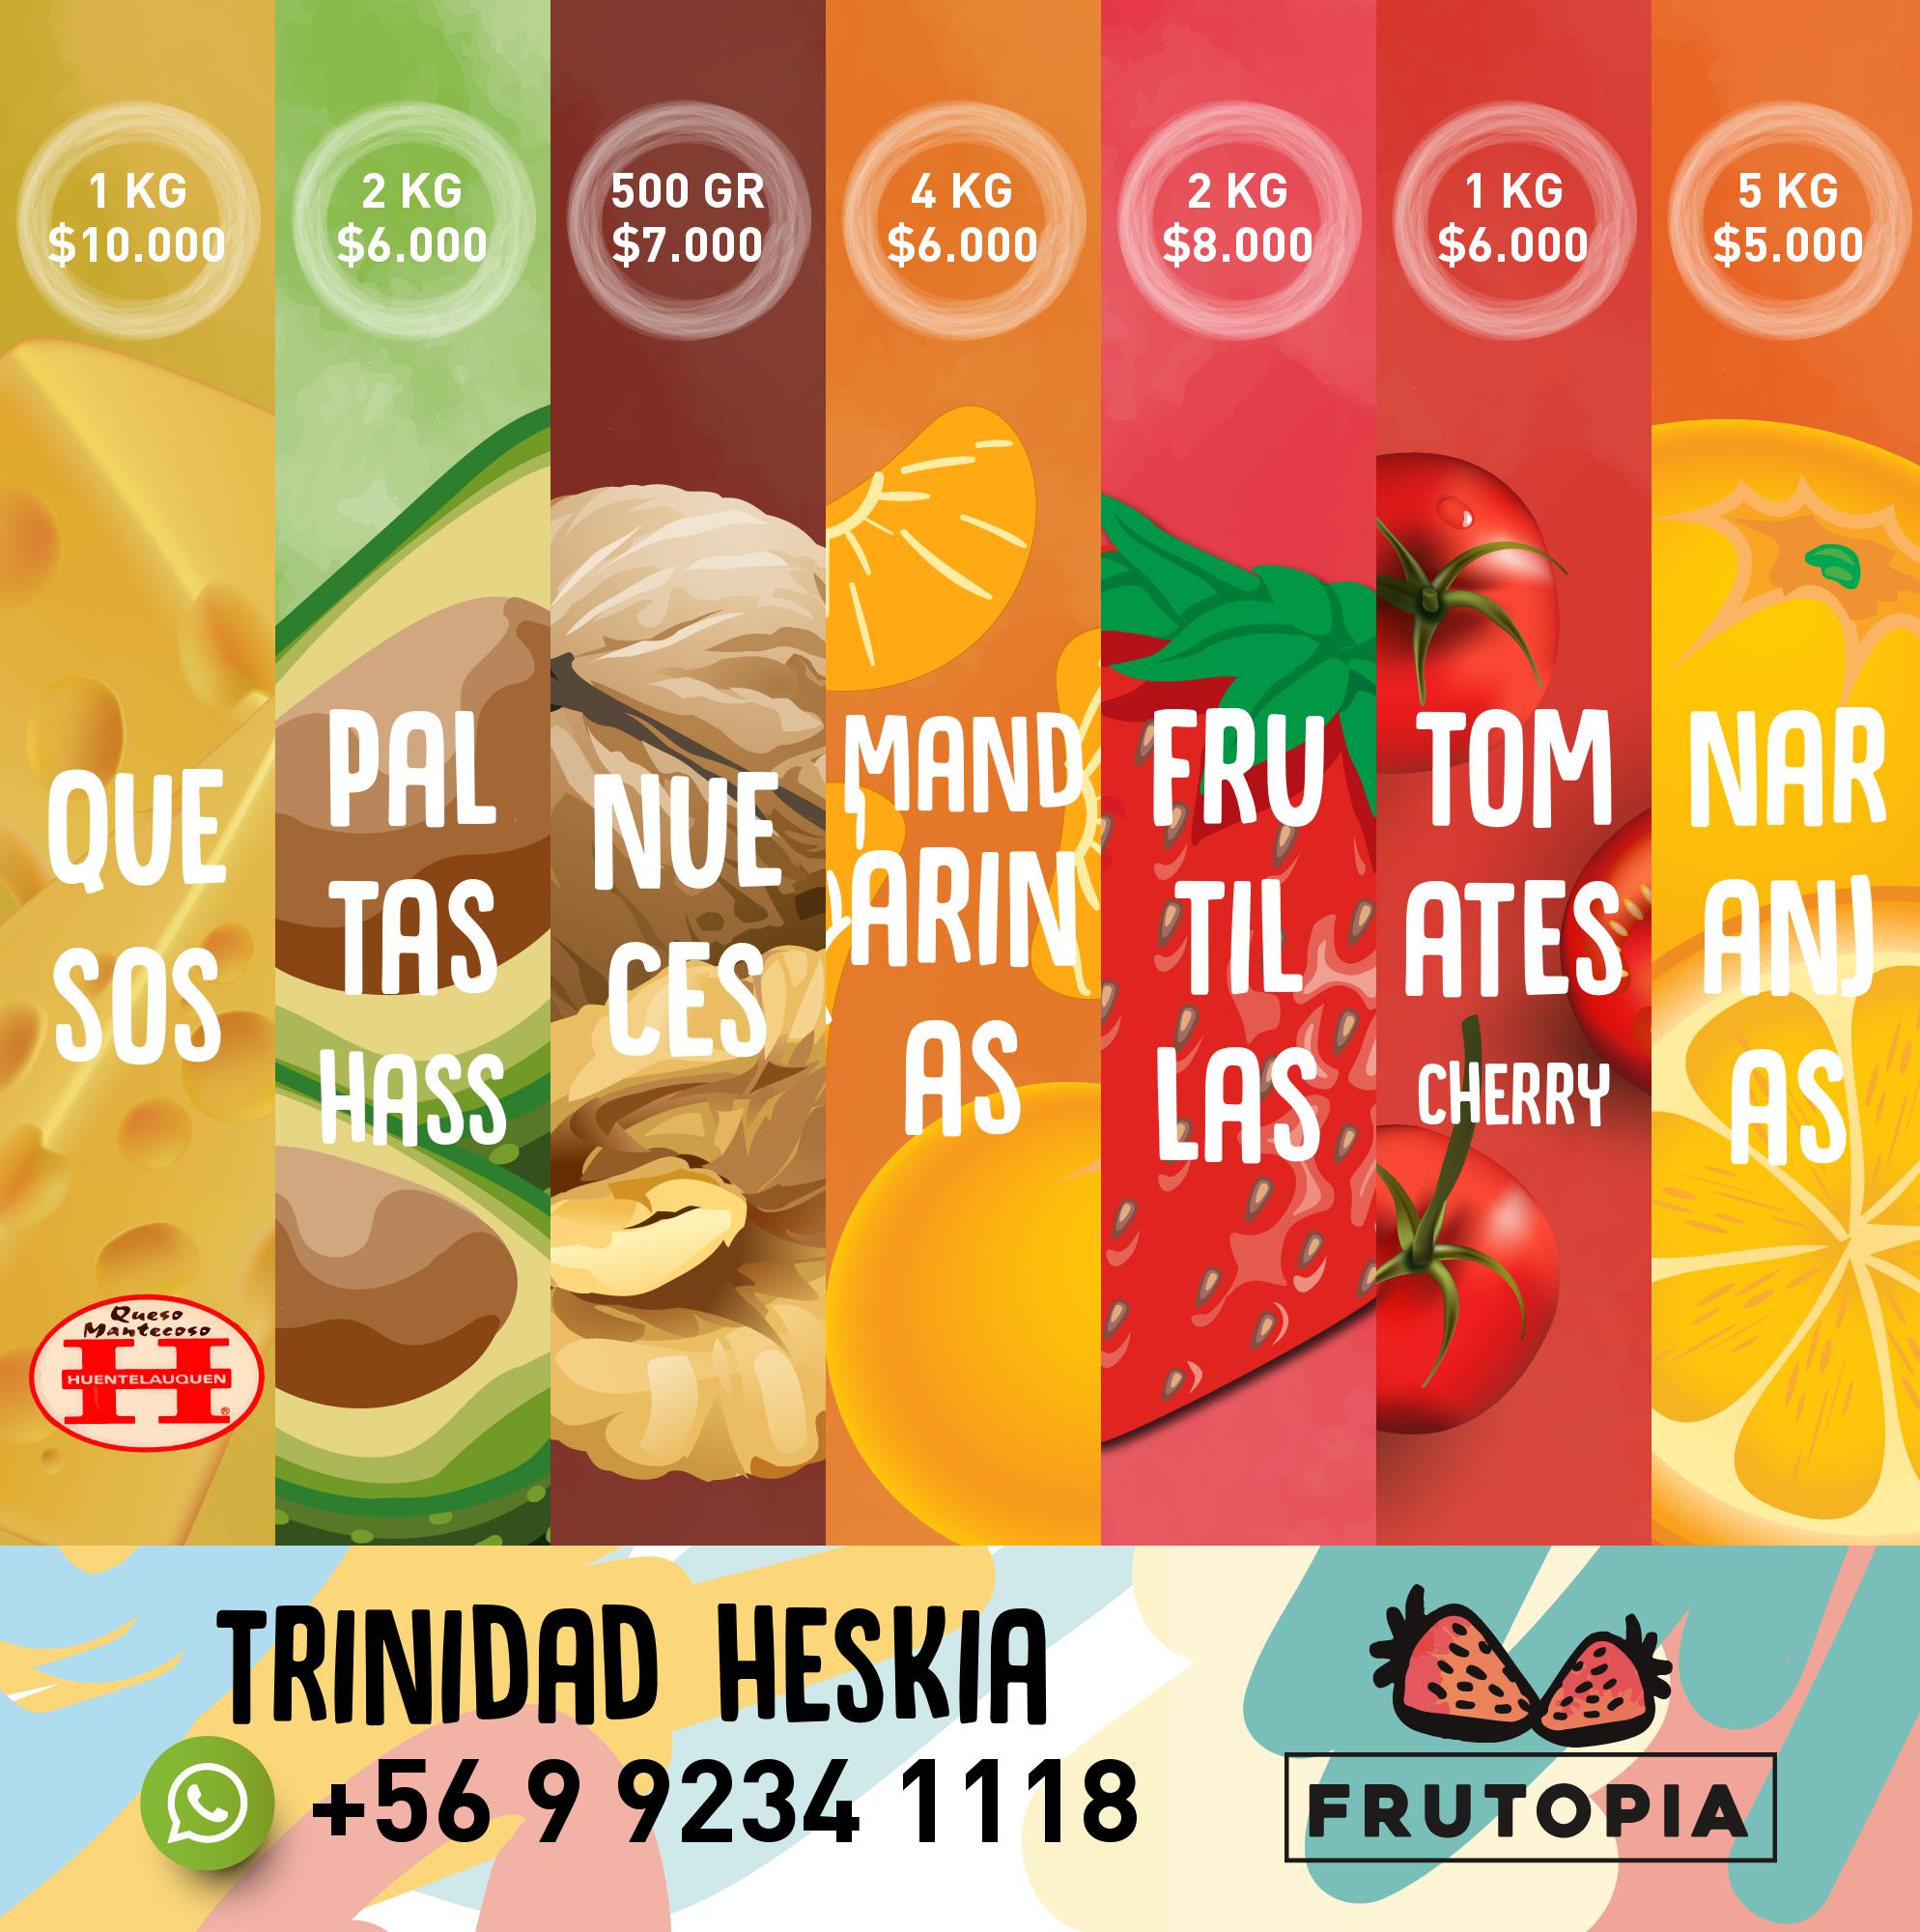 1 KG
$10.000
QUE
SOS
Queso
Mantecoso
H
HUENTELAUQUEN
®
2 KG
$6.000
PAL
TAS
HASS
500 GR
$7.000
NUE
CES
4 KG
$6.000
MAND
ARIN
AS
2 KG
$8.000
FRU
TIL
LAS
1 KG
$6.000
TOM
ATES
CHERRY
5 KG
$5.000
NAR
ANJ
AS
TRINIDAD HESKIA
+56 9 9234 1118
FRUTOPIA